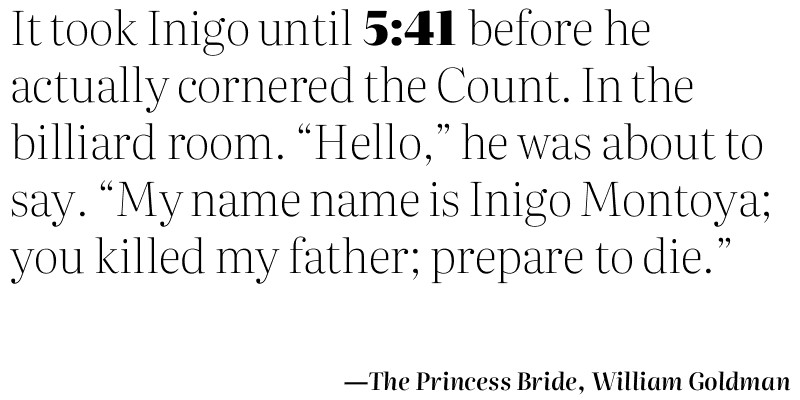 It took Inigo until 5:41 before he
actually cornered the Count. In the
billiard room. “Hello,” he was about to
say. “My name name is Inigo Montoya;
you killed my father; prepare to die.”
—The Princess Bride, William Goldman